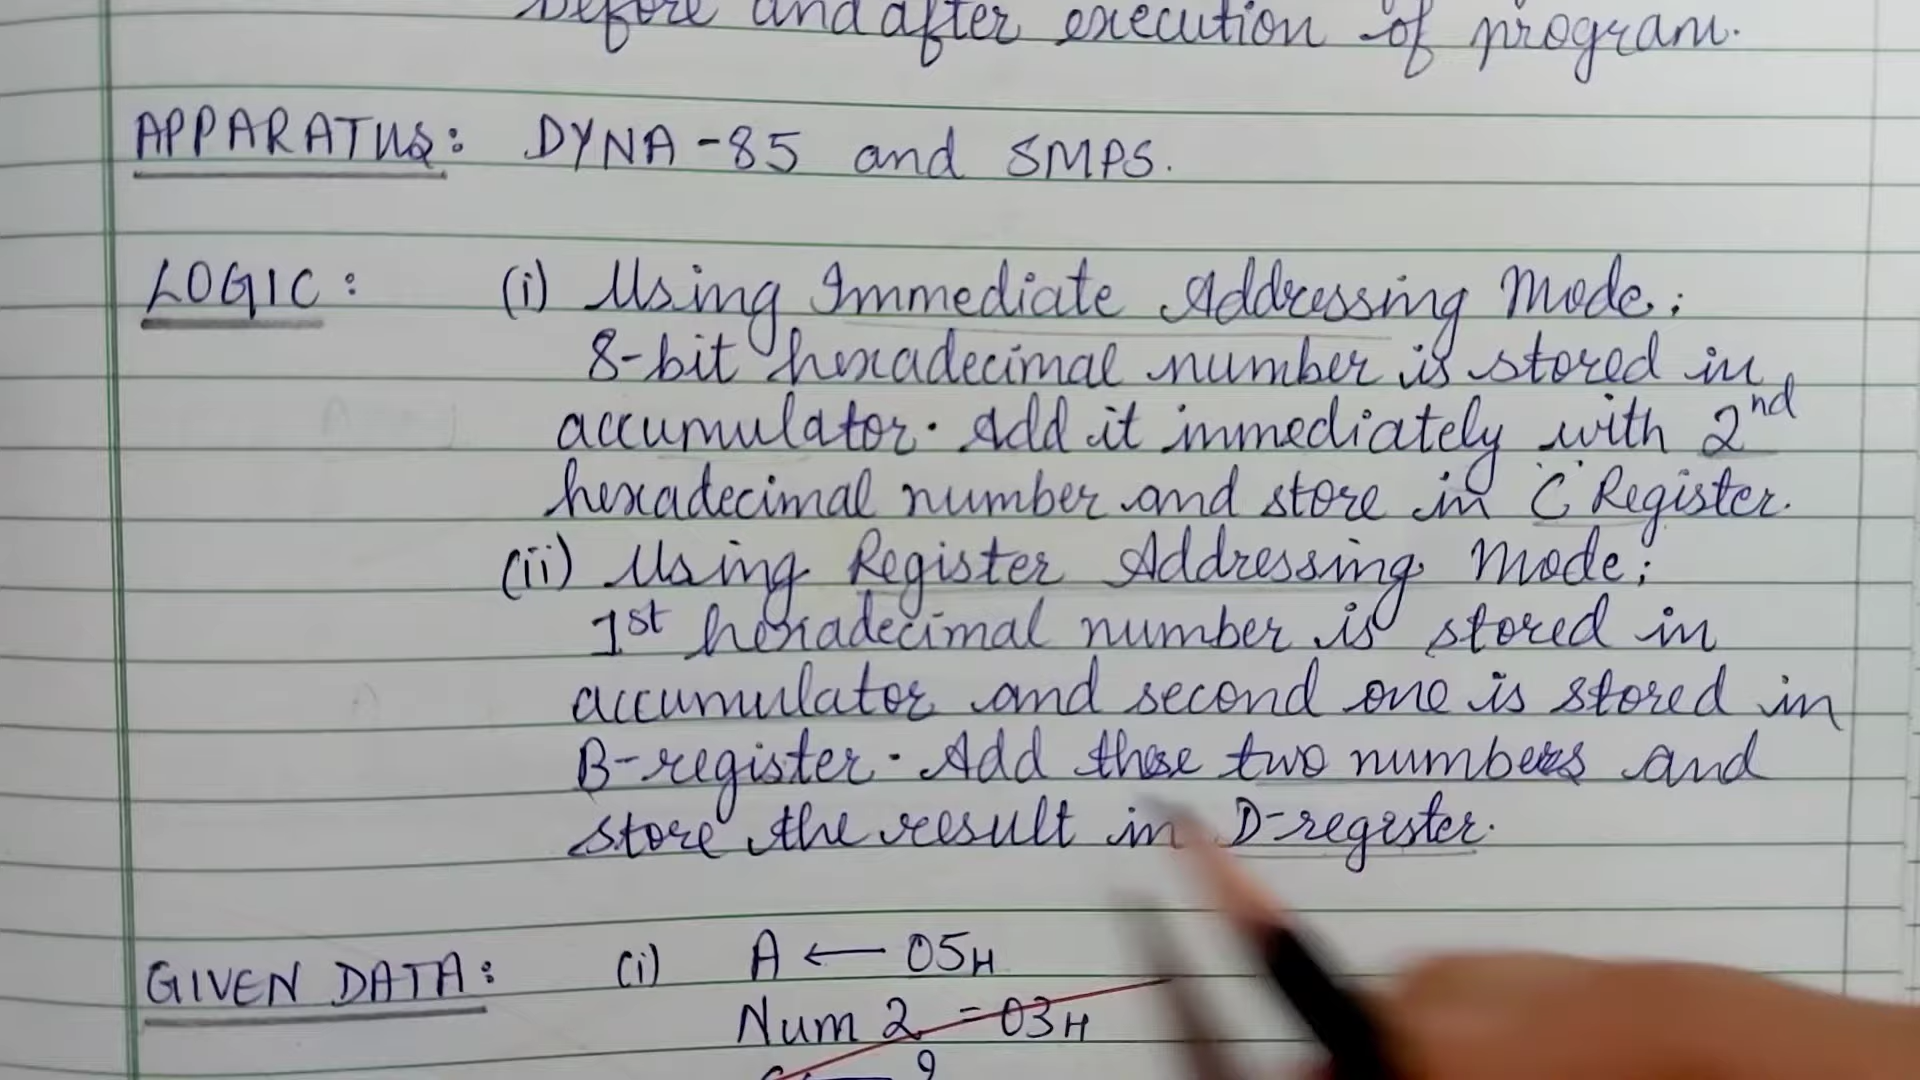 before and after execution of program.
APPARATUS: DYNA-85 and SMPS.
LOGIC: (i) Using Immediate Addressing Mode:
8-bit hexadecimal number is stored in
accumulator. Add it immediately with 2nd
hexadecimal number and store in 'C' Register.
(ii) Using Register Addressing Mode:
1st hexadecimal number is stored in
accumulator and second one is stored in
B-register. Add these two numbers and
store the result in D-register.
GIVEN DATA: (i) A ← 05H
Num 2 = 03H